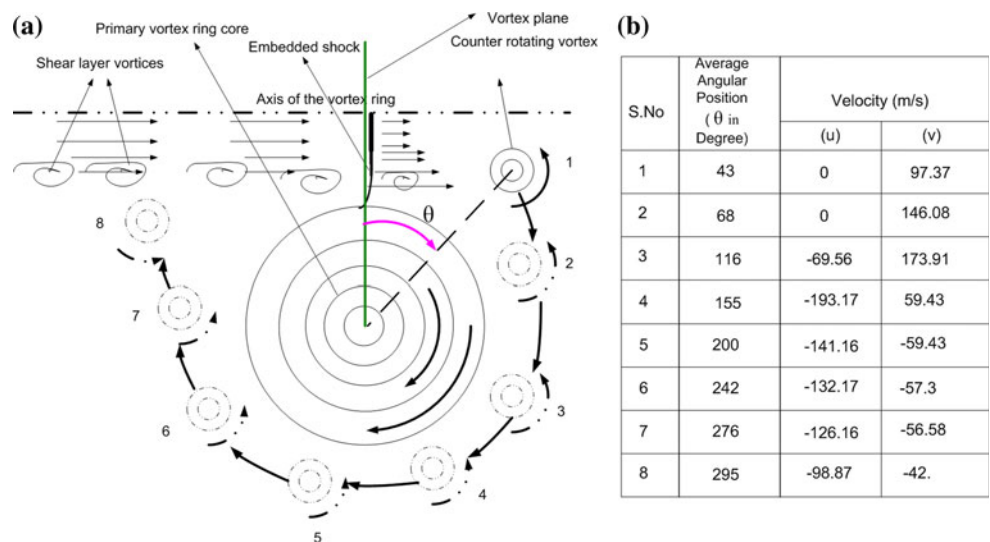 (a)
Primary vortex ring core
Embedded shock
Vortex plane
Counter rotating vortex
Shear layer vortices
Axis of the vortex ring
θ
1
2
3
4
5
6
7
8
(b)
S.No
Average
Angular
Position
( θ in
Degree)
Velocity (m/s)
(u) (v)
1 43 0 97.37
2 68 0 146.08
3 116 -69.56 173.91
4 155 -193.17 59.43
5 200 -141.16 -59.43
6 242 -132.17 -57.3
7 276 -126.16 -56.58
8 295 -98.87 -42.